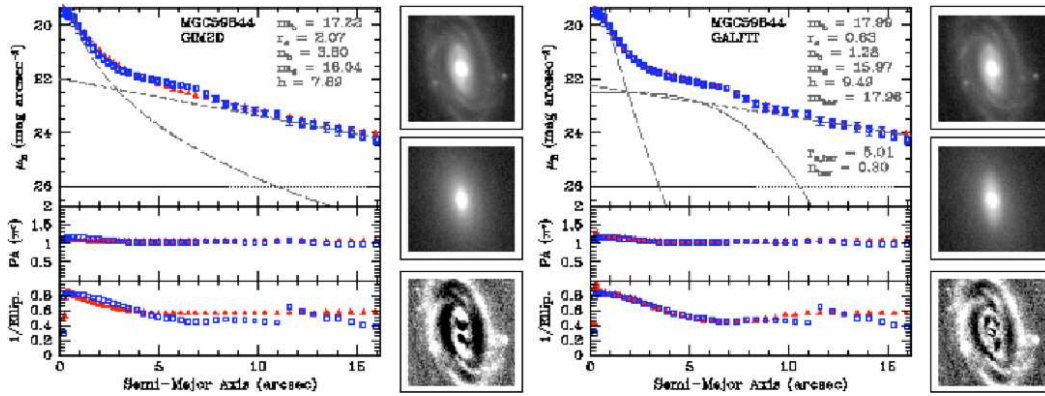 MGC59844
GIM2D
m_b = 17.22
r_e = 2.07
n_b = 3.80
m_d = 16.04
h = 7.89
20
22
24
26
μ_B (mag arcsec⁻²)
2
1.5
1
0.5
PA (π^c)
0.8
0.6
0.4
0.2
0
1/Ellip.
0 5 10 15
Semi-Major Axis (arcsec)
MGC59844
GALFIT
m_b = 17.99
r_e = 0.63
n_b = 1.28
m_d = 15.97
h = 9.49
m_bar = 17.96
r_e,bar = 5.01
n_bar = 0.30
20
22
24
26
μ_B (mag arcsec⁻²)
2
1.5
1
0.5
PA (π^c)
0.8
0.6
0.4
0.2
0
1/Ellip.
0 5 10 15
Semi-Major Axis (arcsec)